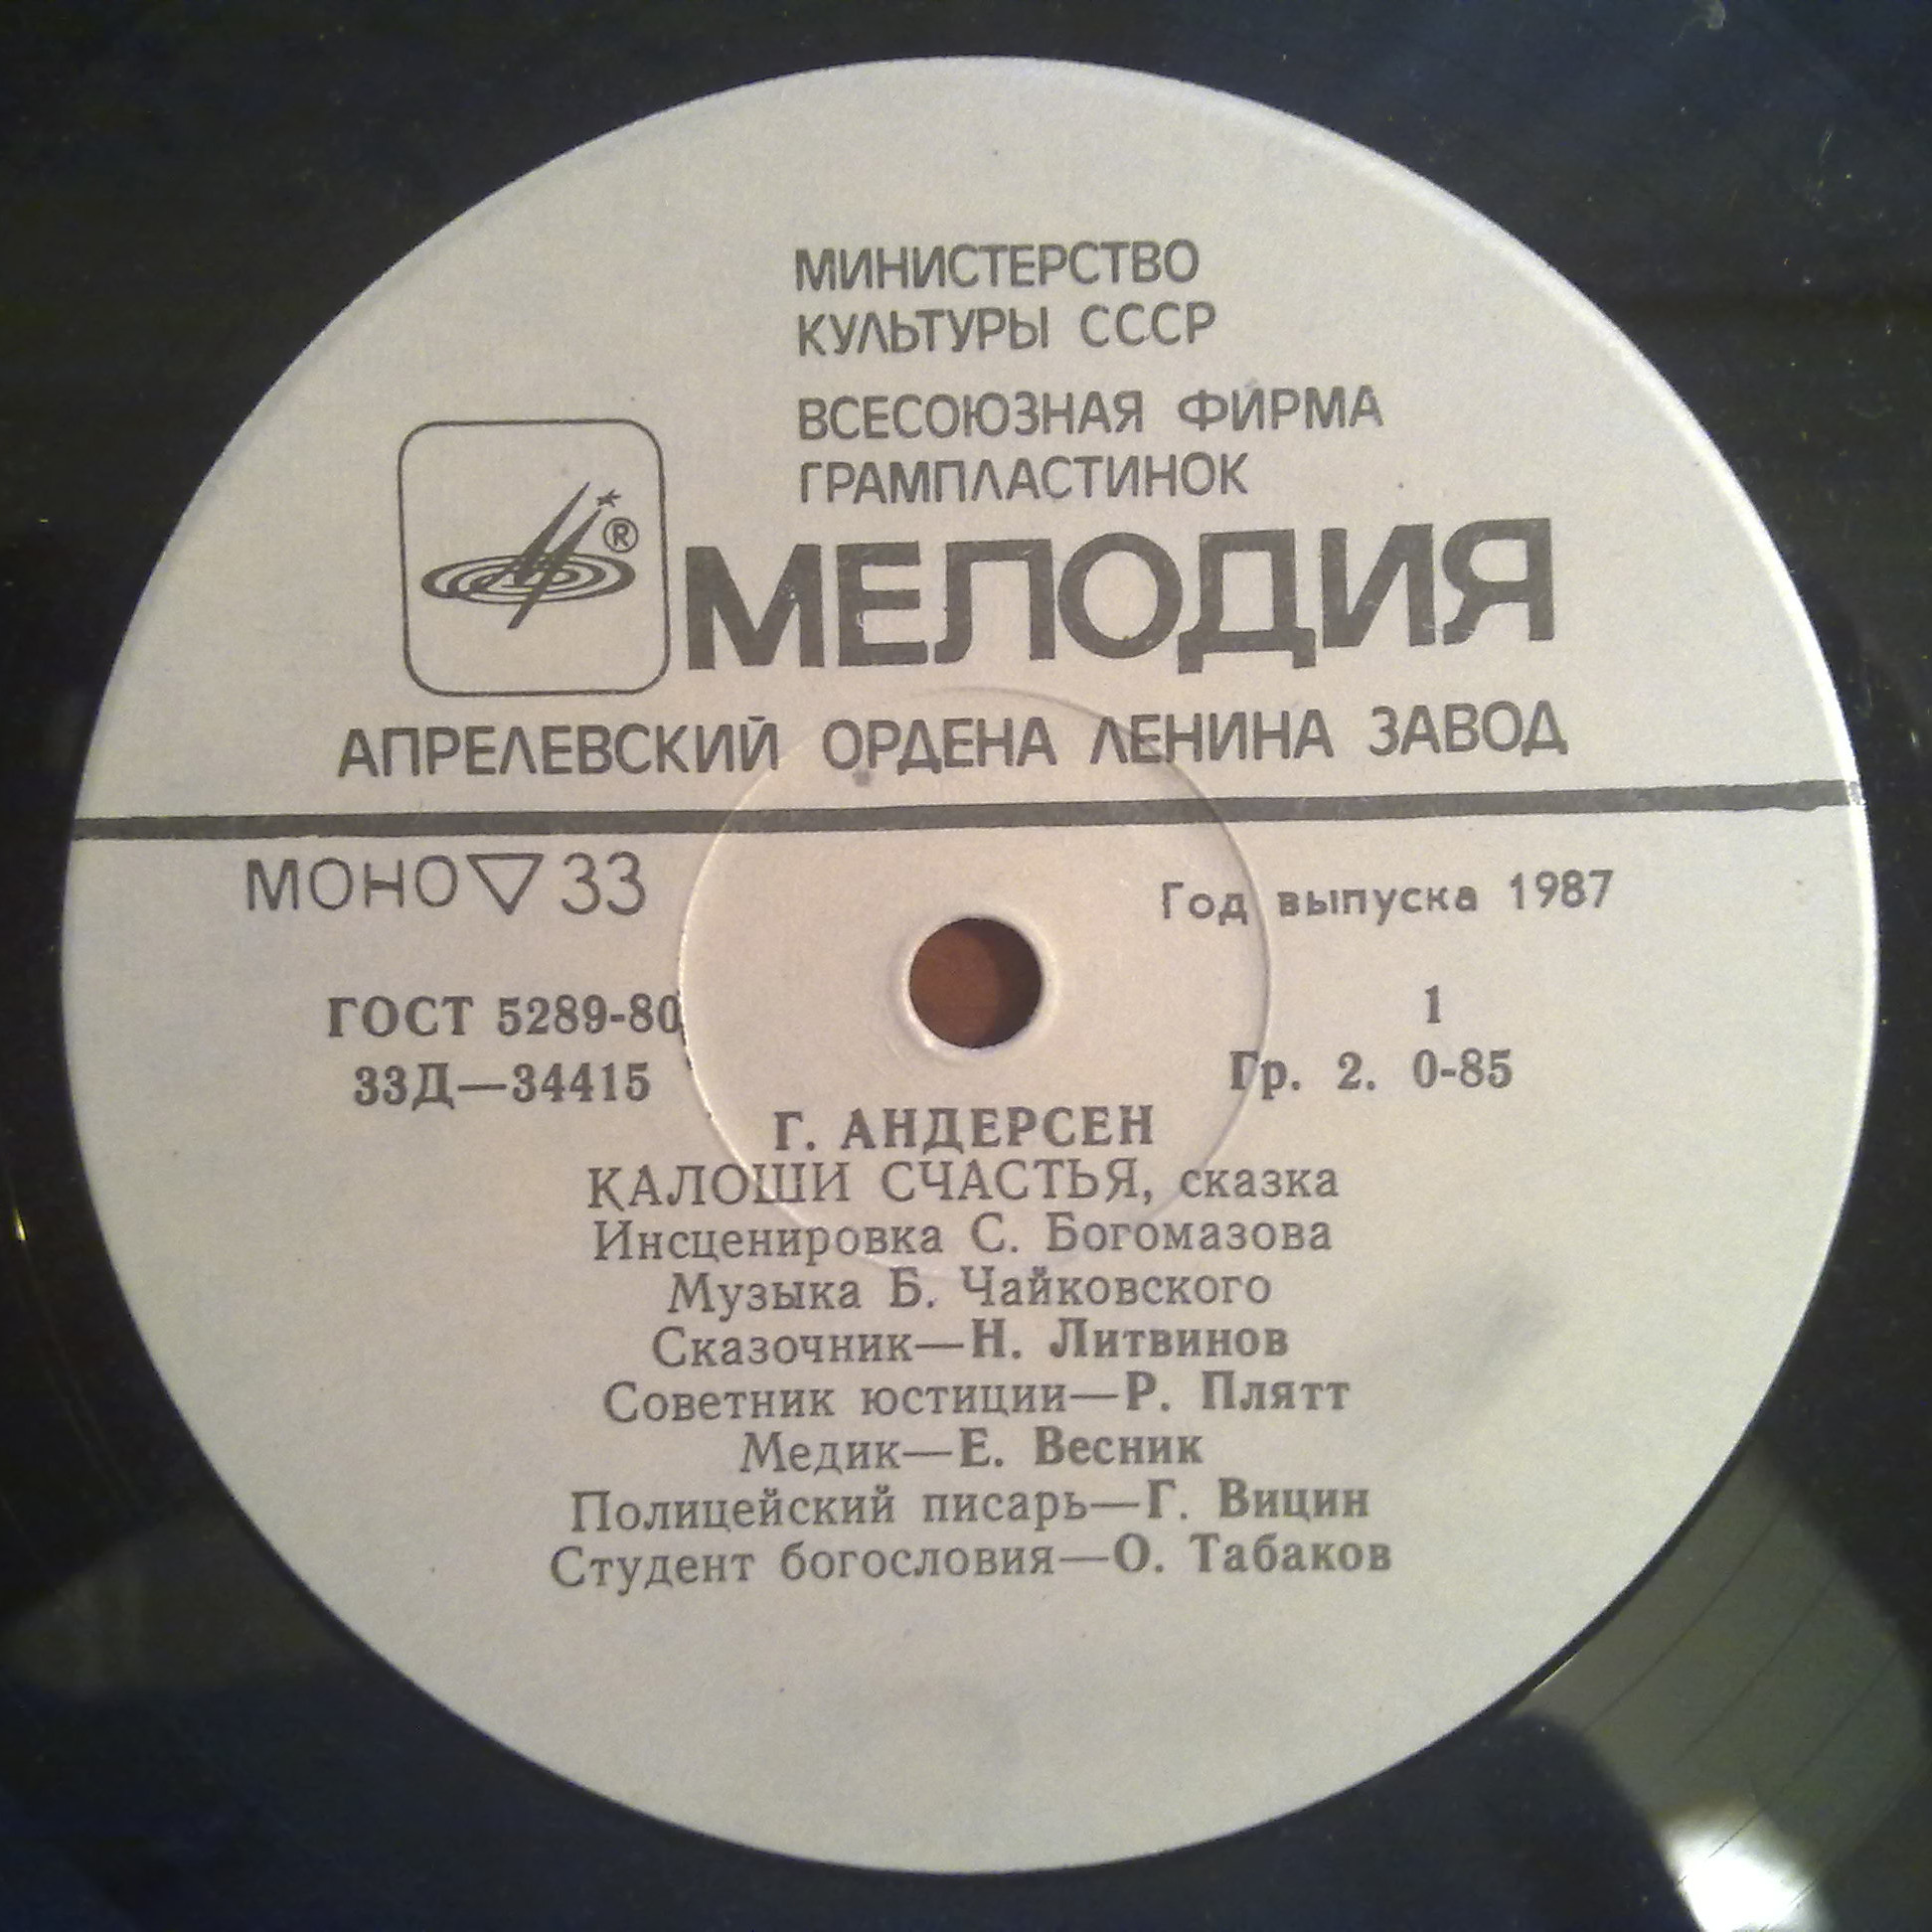 МИНИСТЕРСТВО
КУЛЬТУРЫ СССР
ВСЕСОЮЗНАЯ ФИРМА
ГРАМПЛАСТИНОК
®
МЕЛОДИЯ
АПРЕЛЕВСКИЙ ОРДЕНА ЛЕНИНА ЗАВОД
МОНО ▽ 33
Год выпуска 1987
ГОСТ 5289-80
1
33Д—34415
Гр. 2. 0-85
Г. АНДЕРСЕН
КАЛОШИ СЧАСТЬЯ, сказка
Инсценировка С. Богомазова
Музыка Б. Чайковского
Сказочник—Н. Литвинов
Советник юстиции—Р. Плятт
Медик—Е. Весник
Полицейский писарь—Г. Вицин
Студент богословия—О. Табаков